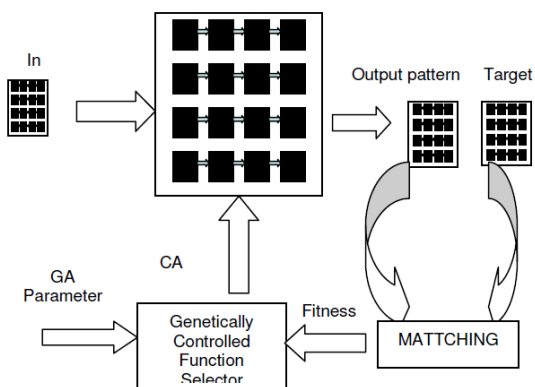 In
Output pattern
Target
CA
GA
Parameter
Fitness
Genetically
Controlled
Function
Selector
MATTCHING